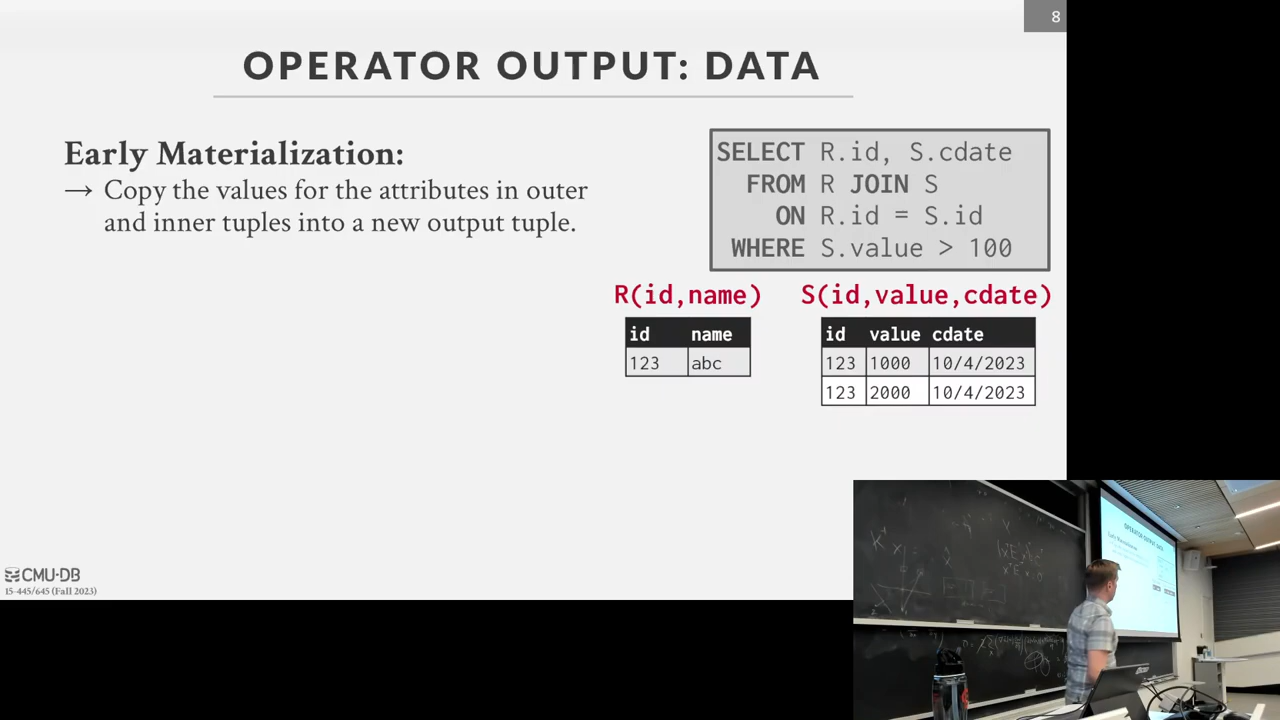 8
OPERATOR OUTPUT: DATA
Early Materialization:
→ Copy the values for the attributes in outer
and inner tuples into a new output tuple.
SELECT R.id, S.cdate
FROM R JOIN S
ON R.id = S.id
WHERE S.value > 100
R(id,name)
id name
123 abc
S(id,value,cdate)
id value cdate
123 1000 10/4/2023
123 2000 10/4/2023
CMU·DB
15-445/645 (Fall 2023)
OPERATOR OUTPUT: DATA